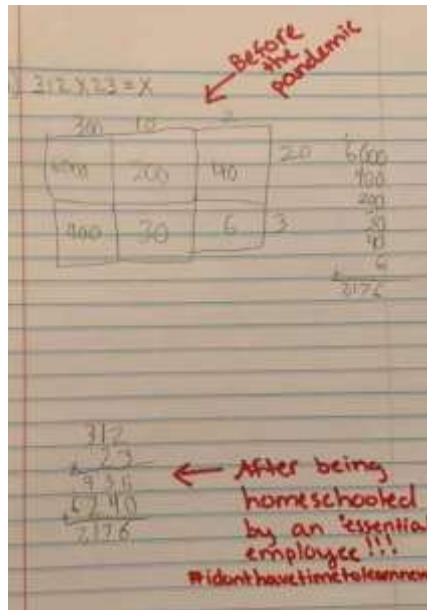 Before
the
pandemic
312 X 23 = X
300 10 2
6000 200 40 20
900 30 6 3
6000
900
200
30
40
6
7176
312
23
936
6240
7176
After being
homeschooled
by an "essential
employee!!!
#idonthavetimetolearnnew